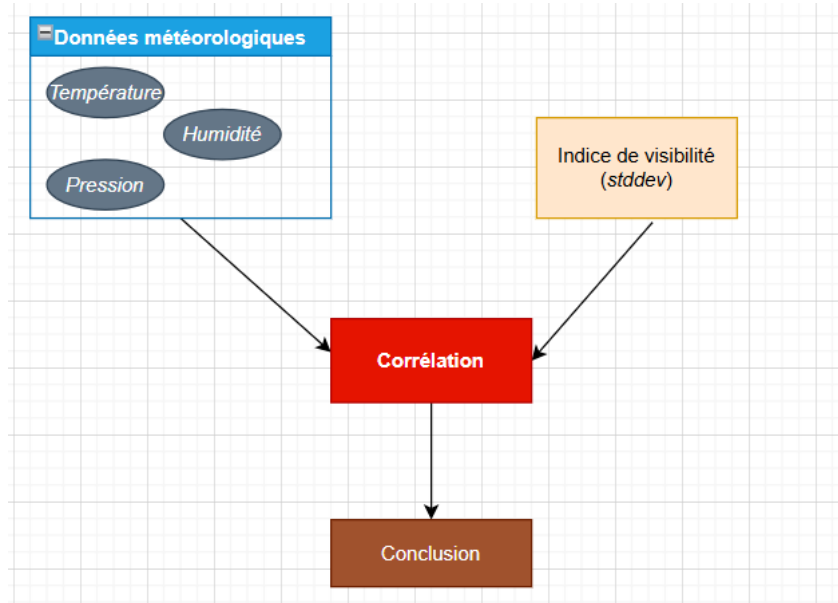 Données météorologiques
Température
Humidité
Pression
Indice de visibilité
(stddev)
Corrélation
Conclusion